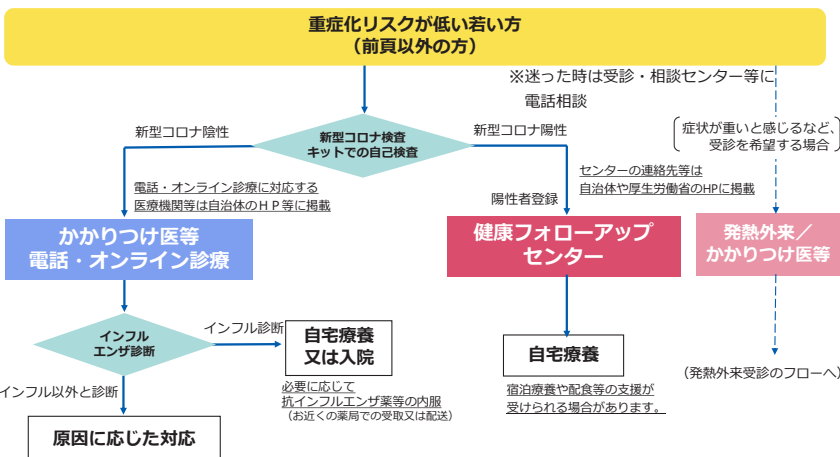 重症化リスクが低い若い方
(前頁以外の方)
※迷った時は受診・相談センター等に
電話相談
新型コロナ陰性
新型コロナ検査
キットでの自己検査
新型コロナ陽性
症状が重いと感じるなど、
受診を希望する場合
電話・オンライン診療に対応する
医療機関等は自治体のＨＰ等に掲載
センターの連絡先等は
自治体や厚生労働省のHPに掲載
陽性者登録
かかりつけ医等
電話・オンライン診療
健康フォローアップ
センター
発熱外来／
かかりつけ医等
インフル
エンザ診断
インフル診断
自宅療養
又は入院
自宅療養
(発熱外来受診のフローへ)
必要に応じて
抗インフルエンザ薬等の内服
（お近くの薬局での受取又は配送）
宿泊療養や配食等の支援が
受けられる場合があります。
インフル以外と診断
原因に応じた対応